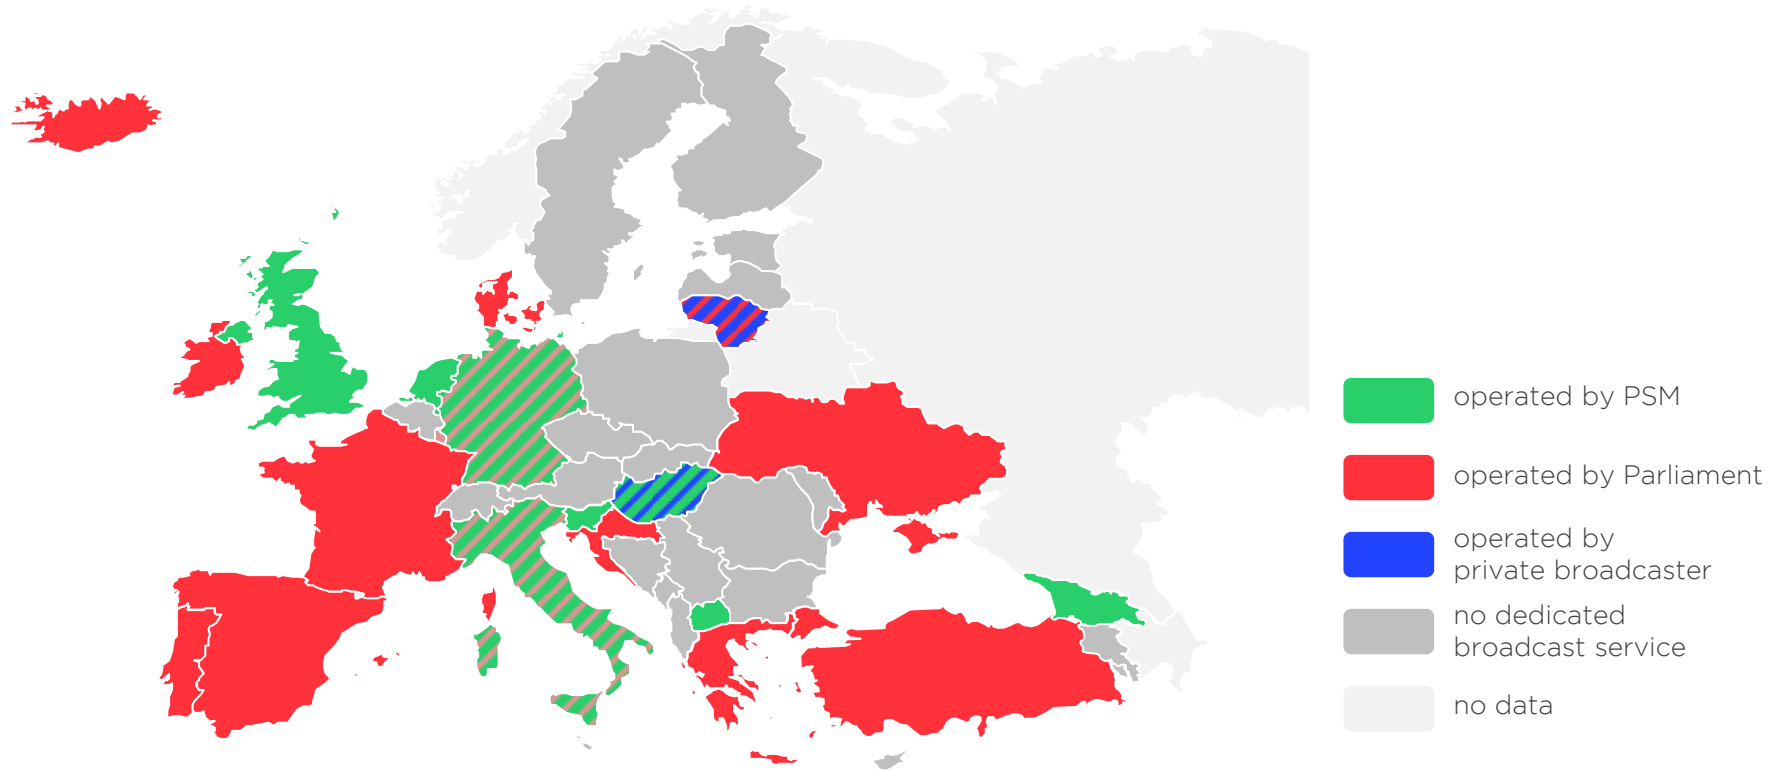 operated by PSM
operated by Parliament
operated by
private broadcaster
no dedicated
broadcast service
no data